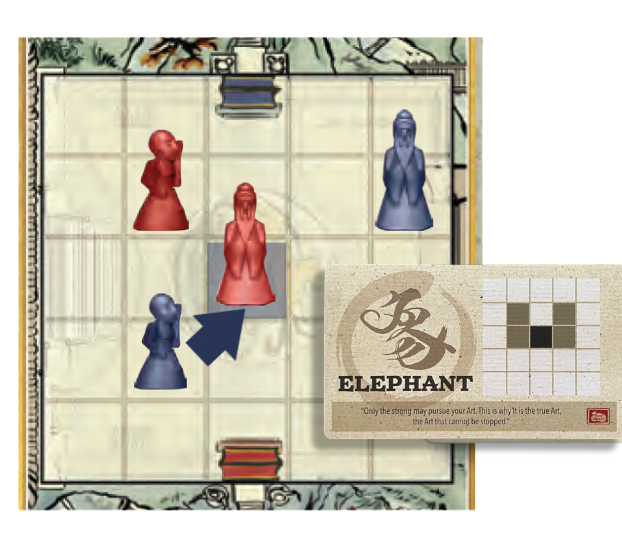 象
ELEPHANT
"Only the strong may pursue your Art. This is why it is the true Art,
the Art that cannot be stopped."